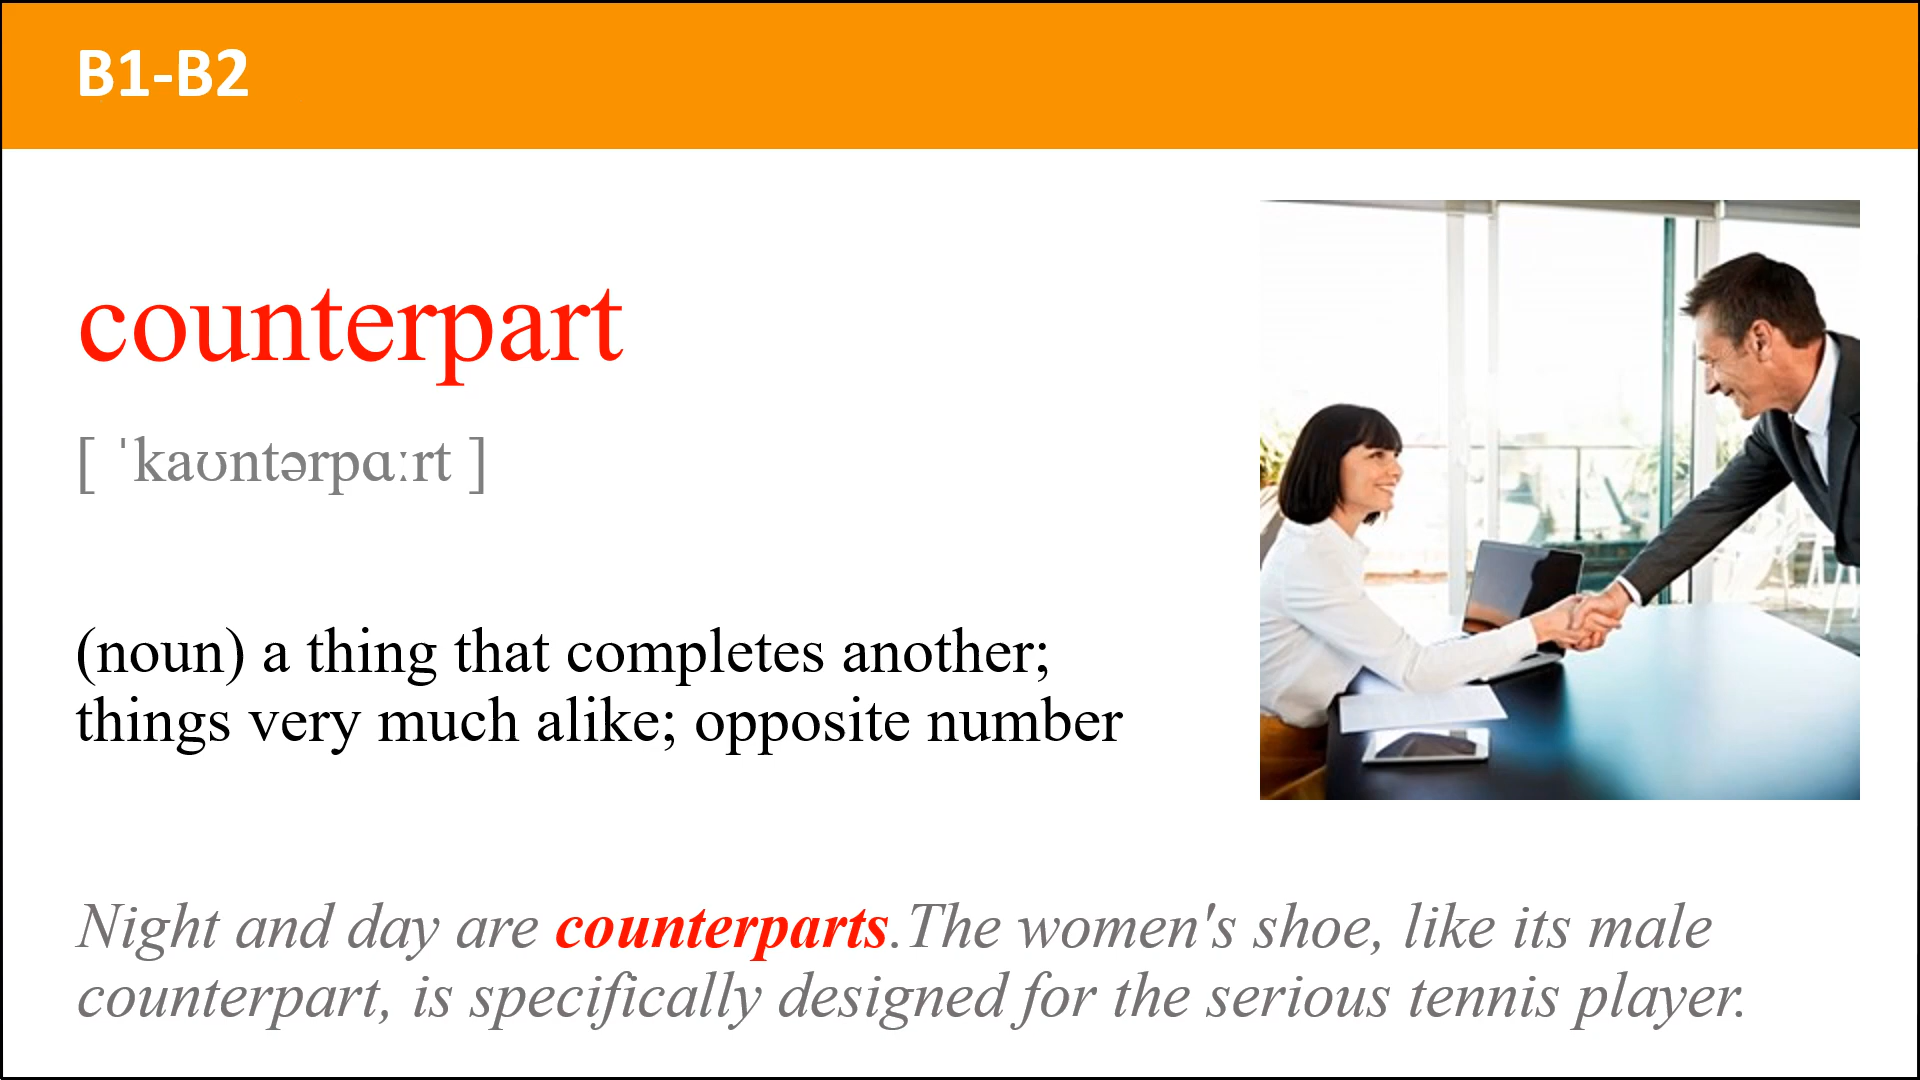 B1-B2
counterpart
[ ˈkaʊntərpɑːrt ]
(noun) a thing that completes another;
things very much alike; opposite number
Night and day are counterparts.The women's shoe, like its male
counterpart, is specifically designed for the serious tennis player.